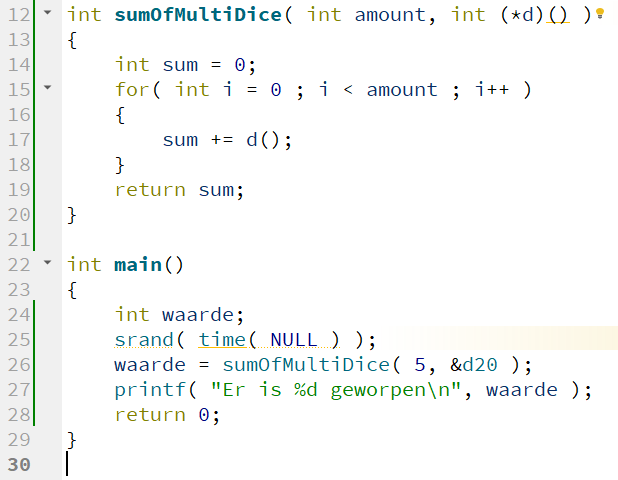 12 int sumOfMultiDice( int amount, int (*d)() )
13 {
14     int sum = 0;
15     for( int i = 0 ; i < amount ; i++ )
16     {
17         sum += d();
18     }
19     return sum;
20 }
21
22 int main()
23 {
24     int waarde;
25     srand( time( NULL ) );
26     waarde = sumOfMultiDice( 5, &d20 );
27     printf( "Er is %d geworpen\n", waarde );
28     return 0;
29 }
30